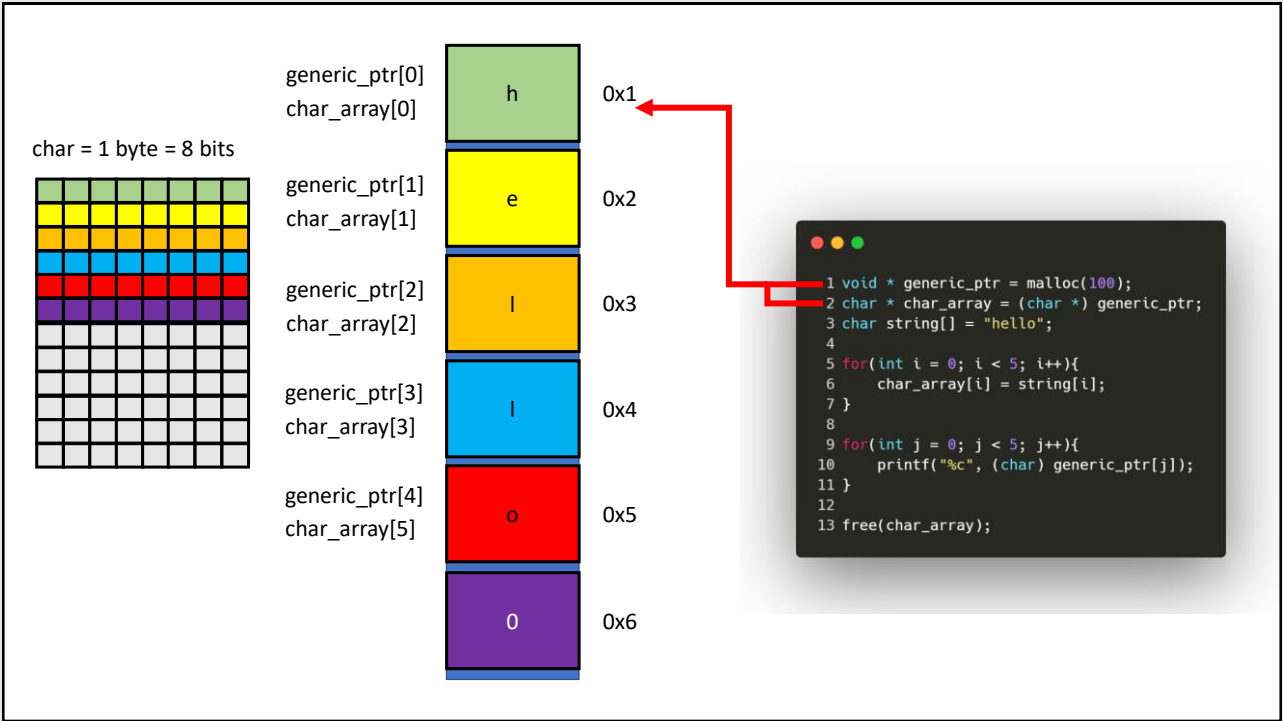 char = 1 byte = 8 bits
generic_ptr[0]
char_array[0]
h
0x1
generic_ptr[1]
char_array[1]
e
0x2
generic_ptr[2]
char_array[2]
l
0x3
generic_ptr[3]
char_array[3]
l
0x4
generic_ptr[4]
char_array[5]
o
0x5
0
0x6
1 void * generic_ptr = malloc(100);
2 char * char_array = (char *) generic_ptr;
3 char string[] = "hello";
4
5 for(int i = 0; i < 5; i++){
6     char_array[i] = string[i];
7 }
8
9 for(int j = 0; j < 5; j++){
10     printf("%c", (char) generic_ptr[j]);
11 }
12
13 free(char_array);